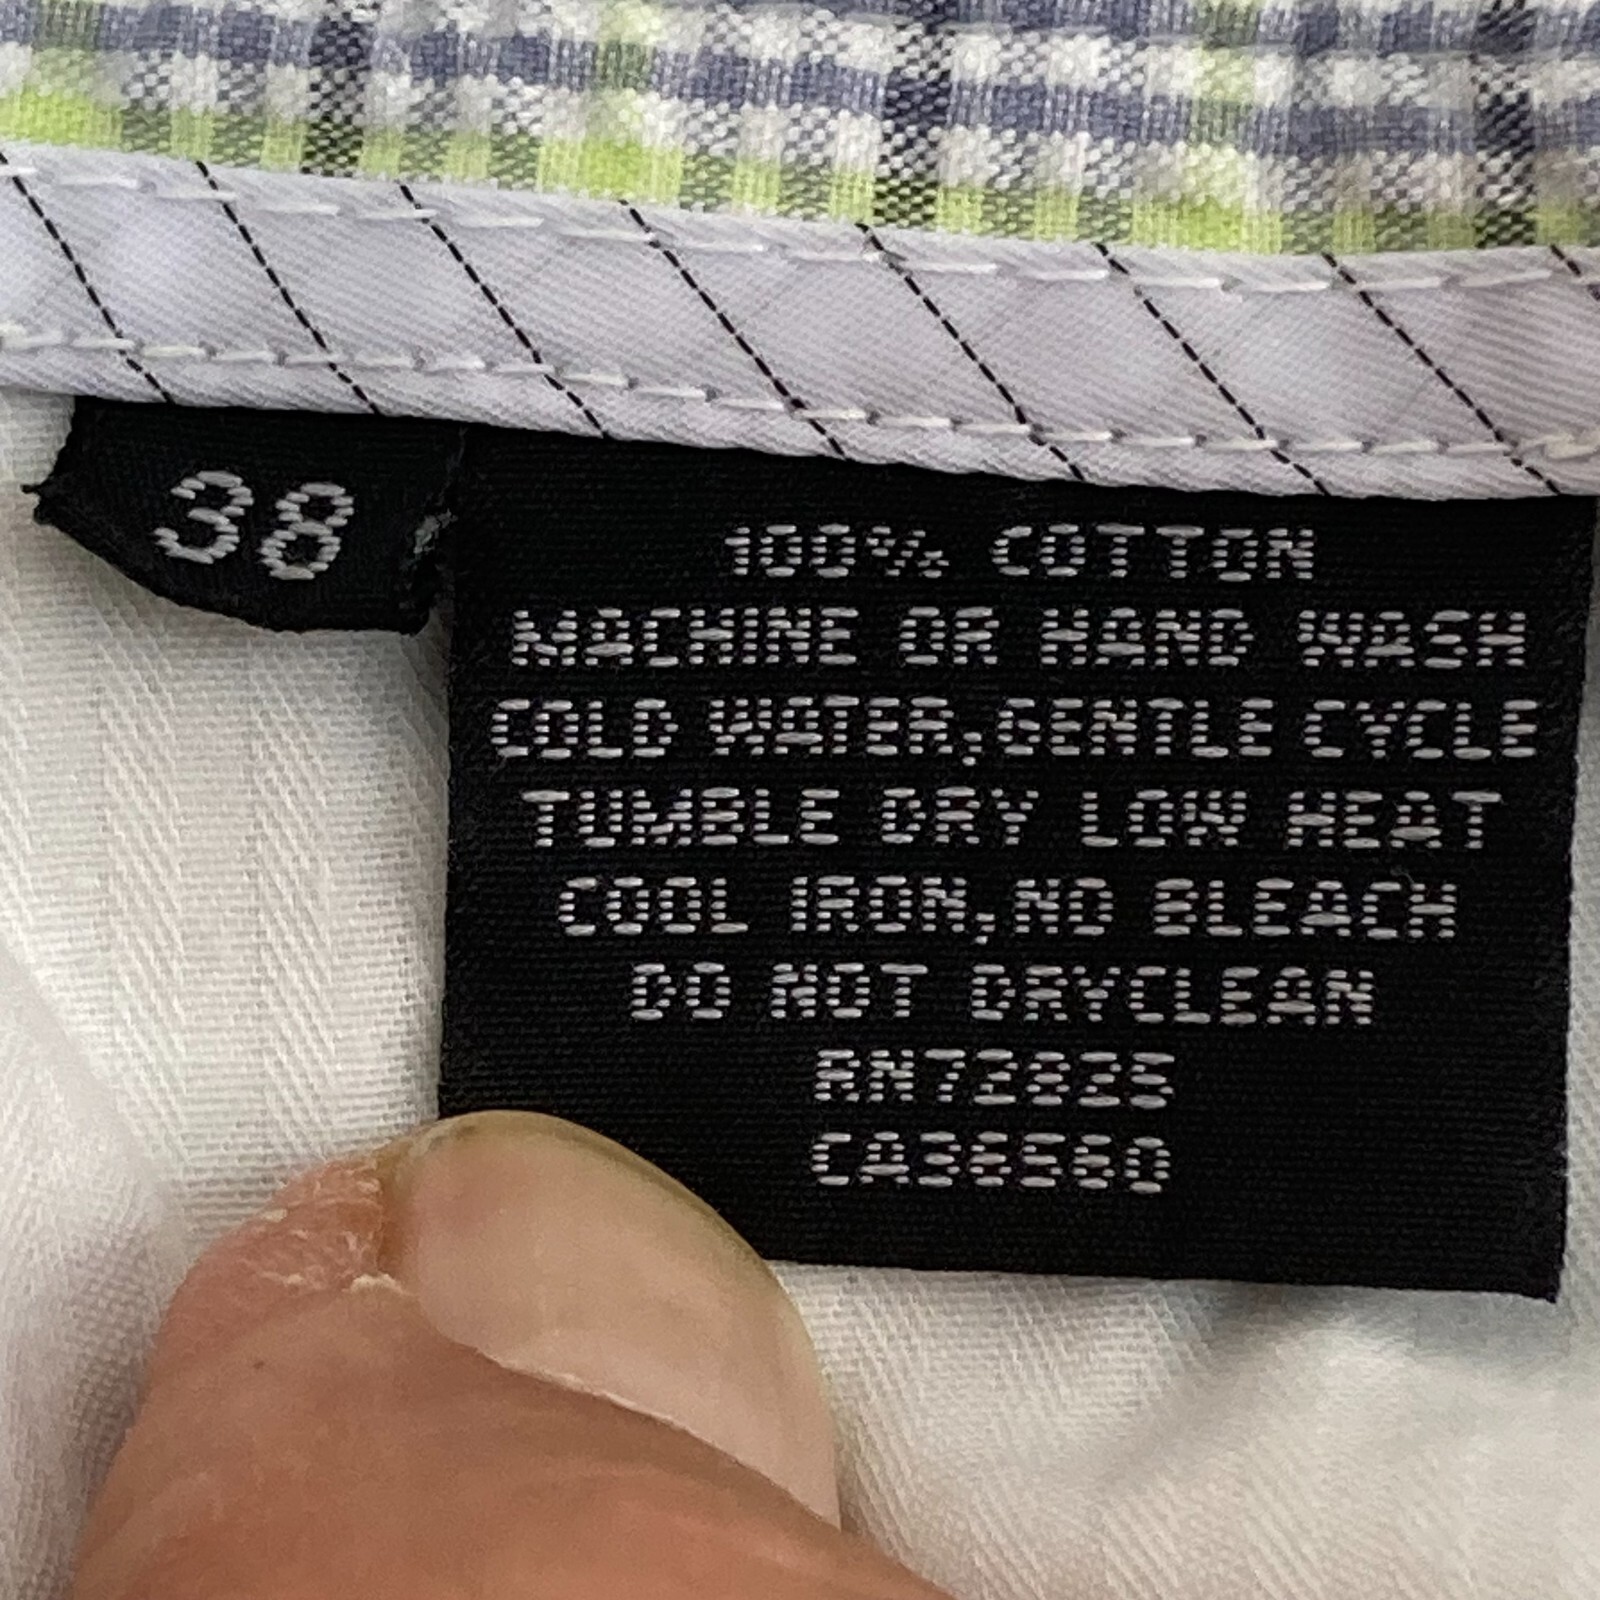 38
100% COTTON
MACHINE OR HAND WASH
COLD WATER,GENTLE CYCLE
TUMBLE DRY LOW HEAT
COOL IRON,NO BLEACH
DO NOT DRYCLEAN
RN72825
CA36560